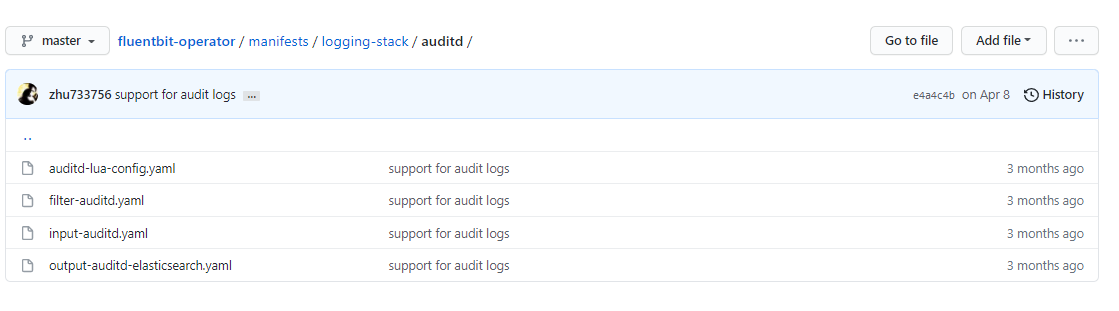 master fluentbit-operator / manifests / logging-stack / auditd / Go to file Add file ...
zhu733756 support for audit logs ... e4a4c4b on Apr 8 History
..
auditd-lua-config.yaml support for audit logs 3 months ago
filter-auditd.yaml support for audit logs 3 months ago
input-auditd.yaml support for audit logs 3 months ago
output-auditd-elasticsearch.yaml support for audit logs 3 months ago